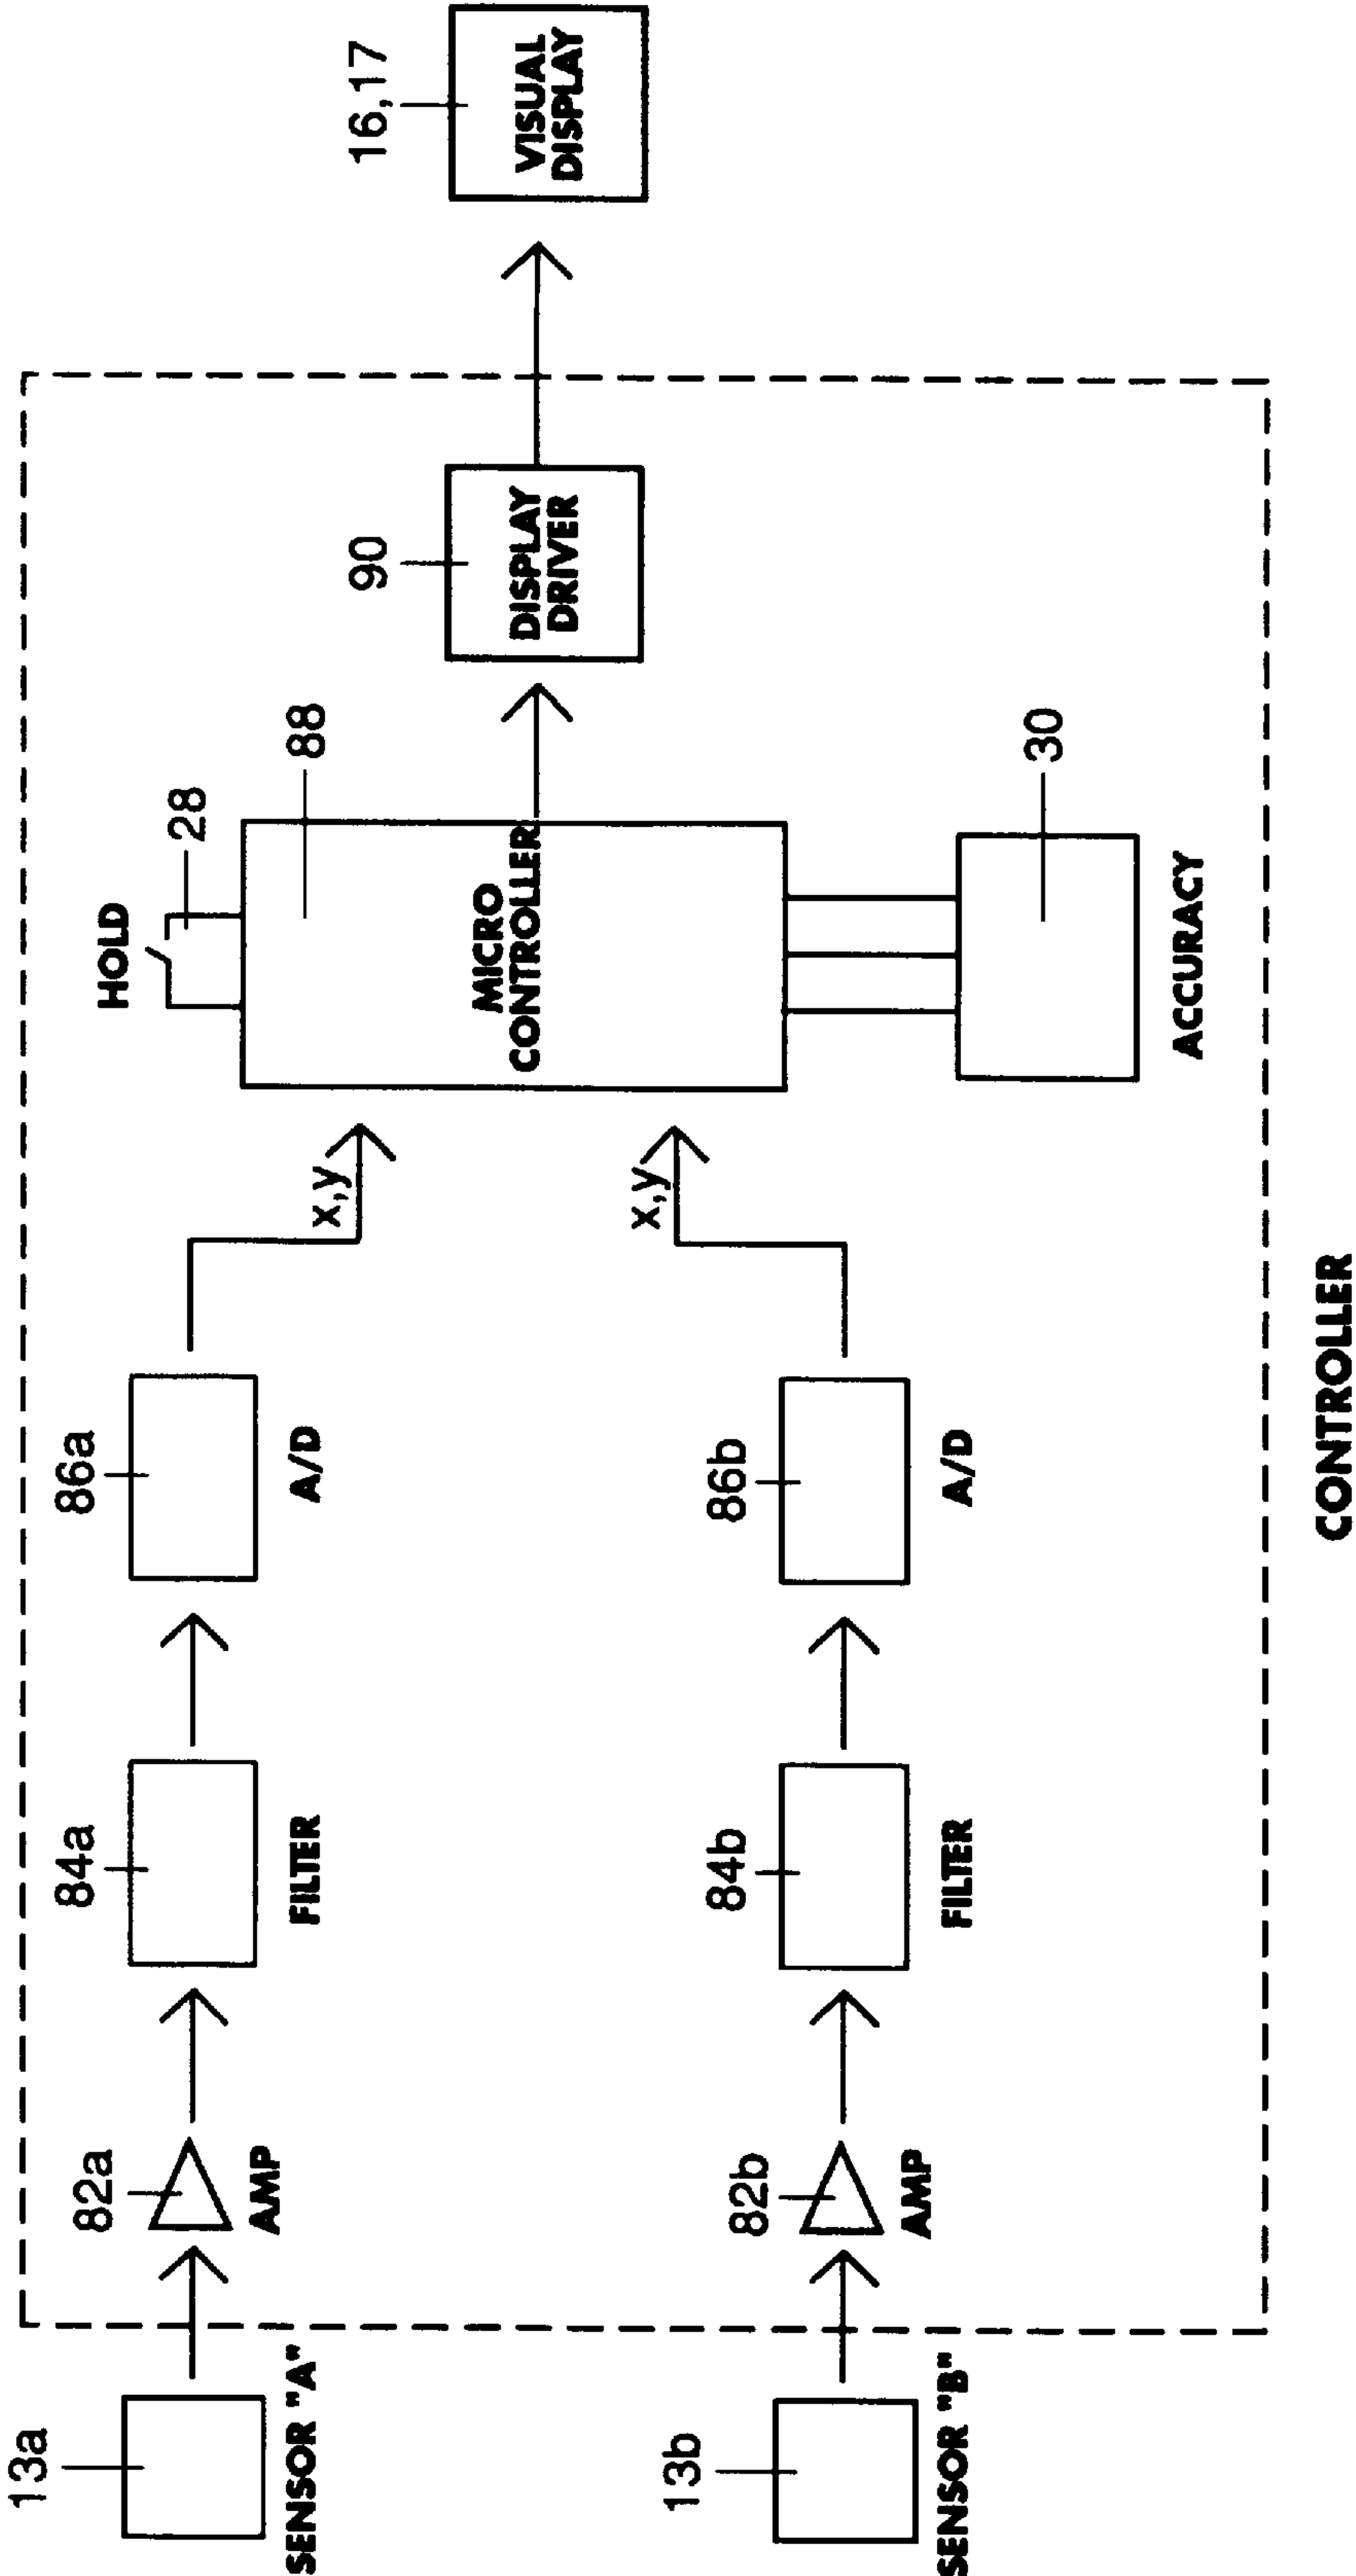 13a
SENSOR "A"
82a
AMP
84a
FILTER
86a
A/D
x,y
13b
SENSOR "B"
82b
AMP
84b
FILTER
86b
A/D
x,y
HOLD
28
88
MICRO
CONTROLLER
30
ACCURACY
90
DISPLAY
DRIVER
16,17
VISUAL
DISPLAY
CONTROLLER